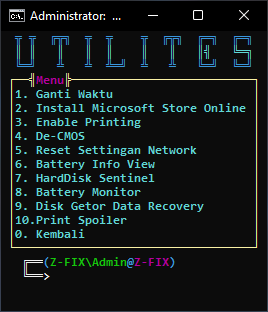 Administrator: ...
UTILITES
Menu
1. Ganti Waktu
2. Install Microsoft Store Online
3. Enable Printing
4. De-CMOS
5. Reset Settingan Network
6. Battery Info View
7. HardDisk Sentinel
8. Battery Monitor
9. Disk Getor Data Recovery
10.Print Spoiler
0. Kembali
(Z-FIX\Admin@Z-FIX)
>